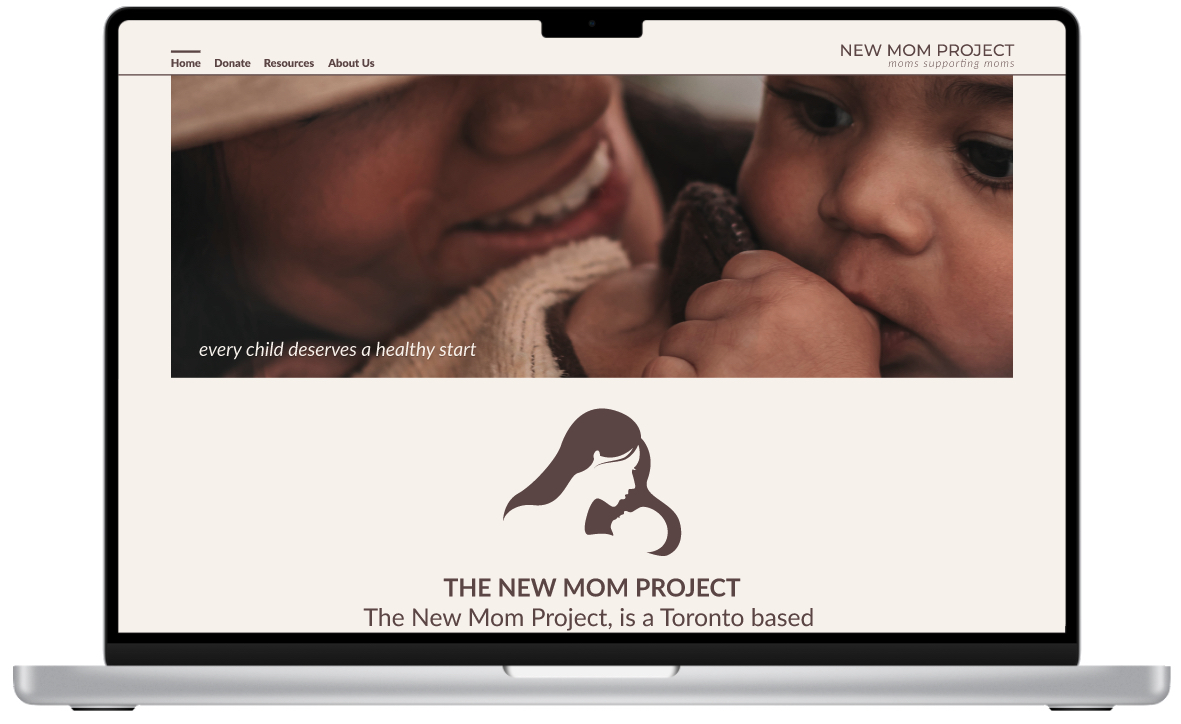 Home Donate Resources About Us
NEW MOM PROJECT
moms supporting moms
every child deserves a healthy start
THE NEW MOM PROJECT
The New Mom Project, is a Toronto based